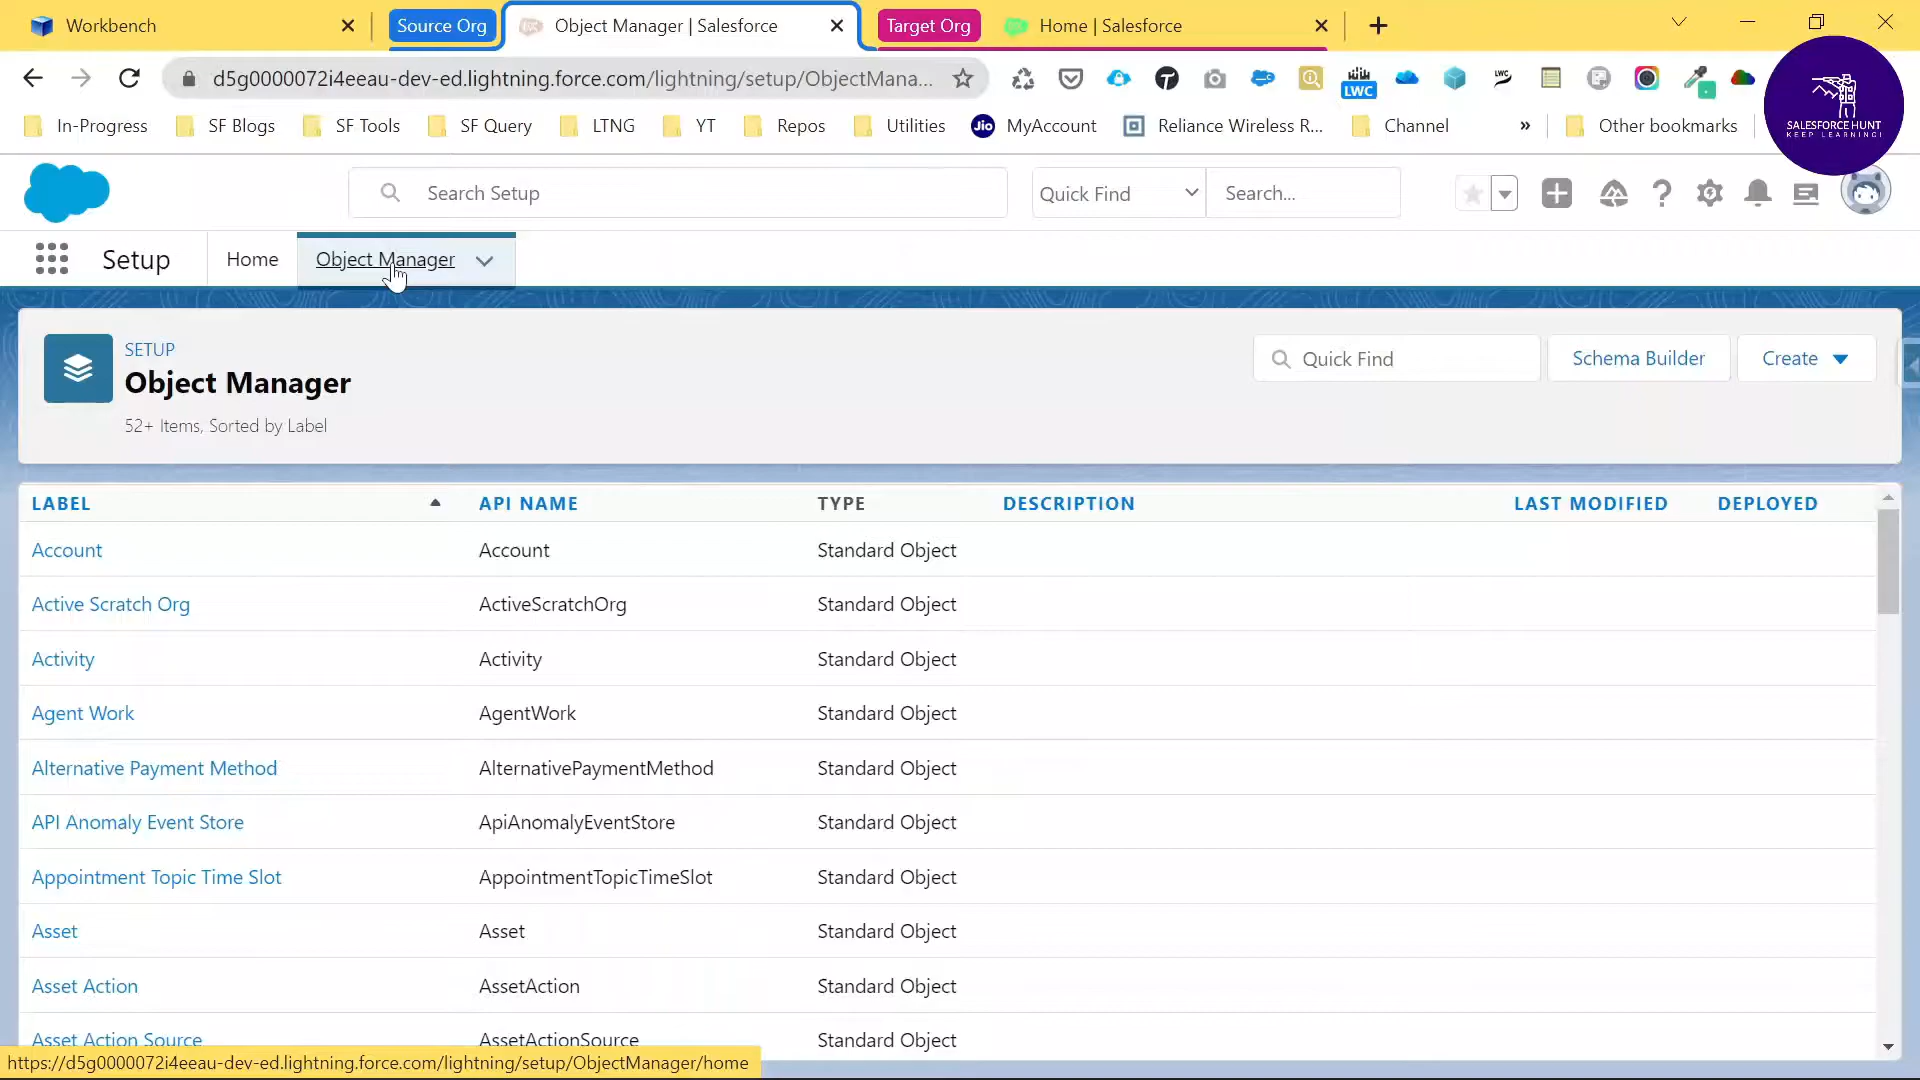 Workbench
Source Org
Object Manager | Salesforce
Target Org
Home | Salesforce
d5g0000072i4eeau-dev-ed.lightning.force.com/lightning/setup/ObjectMana...
LWC
LWC
In-Progress
SF Blogs
SF Tools
SF Query
LTNG
YT
Repos
Utilities
Jio
MyAccount
Reliance Wireless R...
Channel
»
Other bookmarks
SALESFORCE HUNT
KEEP LEARNING!
Search Setup
Quick Find
Search...
Setup
Home
Object Manager
SETUP
Object Manager
52+ Items, Sorted by Label
Quick Find
Schema Builder
Create
LABEL API NAME TYPE DESCRIPTION LAST MODIFIED DEPLOYED
Account Account Standard Object
Active Scratch Org ActiveScratchOrg Standard Object
Activity Activity Standard Object
Agent Work AgentWork Standard Object
Alternative Payment Method AlternativePaymentMethod Standard Object
API Anomaly Event Store ApiAnomalyEventStore Standard Object
Appointment Topic Time Slot AppointmentTopicTimeSlot Standard Object
Asset Asset Standard Object
Asset Action AssetAction Standard Object
Asset Action Source AssetActionSource Standard Object
https://d5g0000072i4eeau-dev-ed.lightning.force.com/lightning/setup/ObjectManager/home